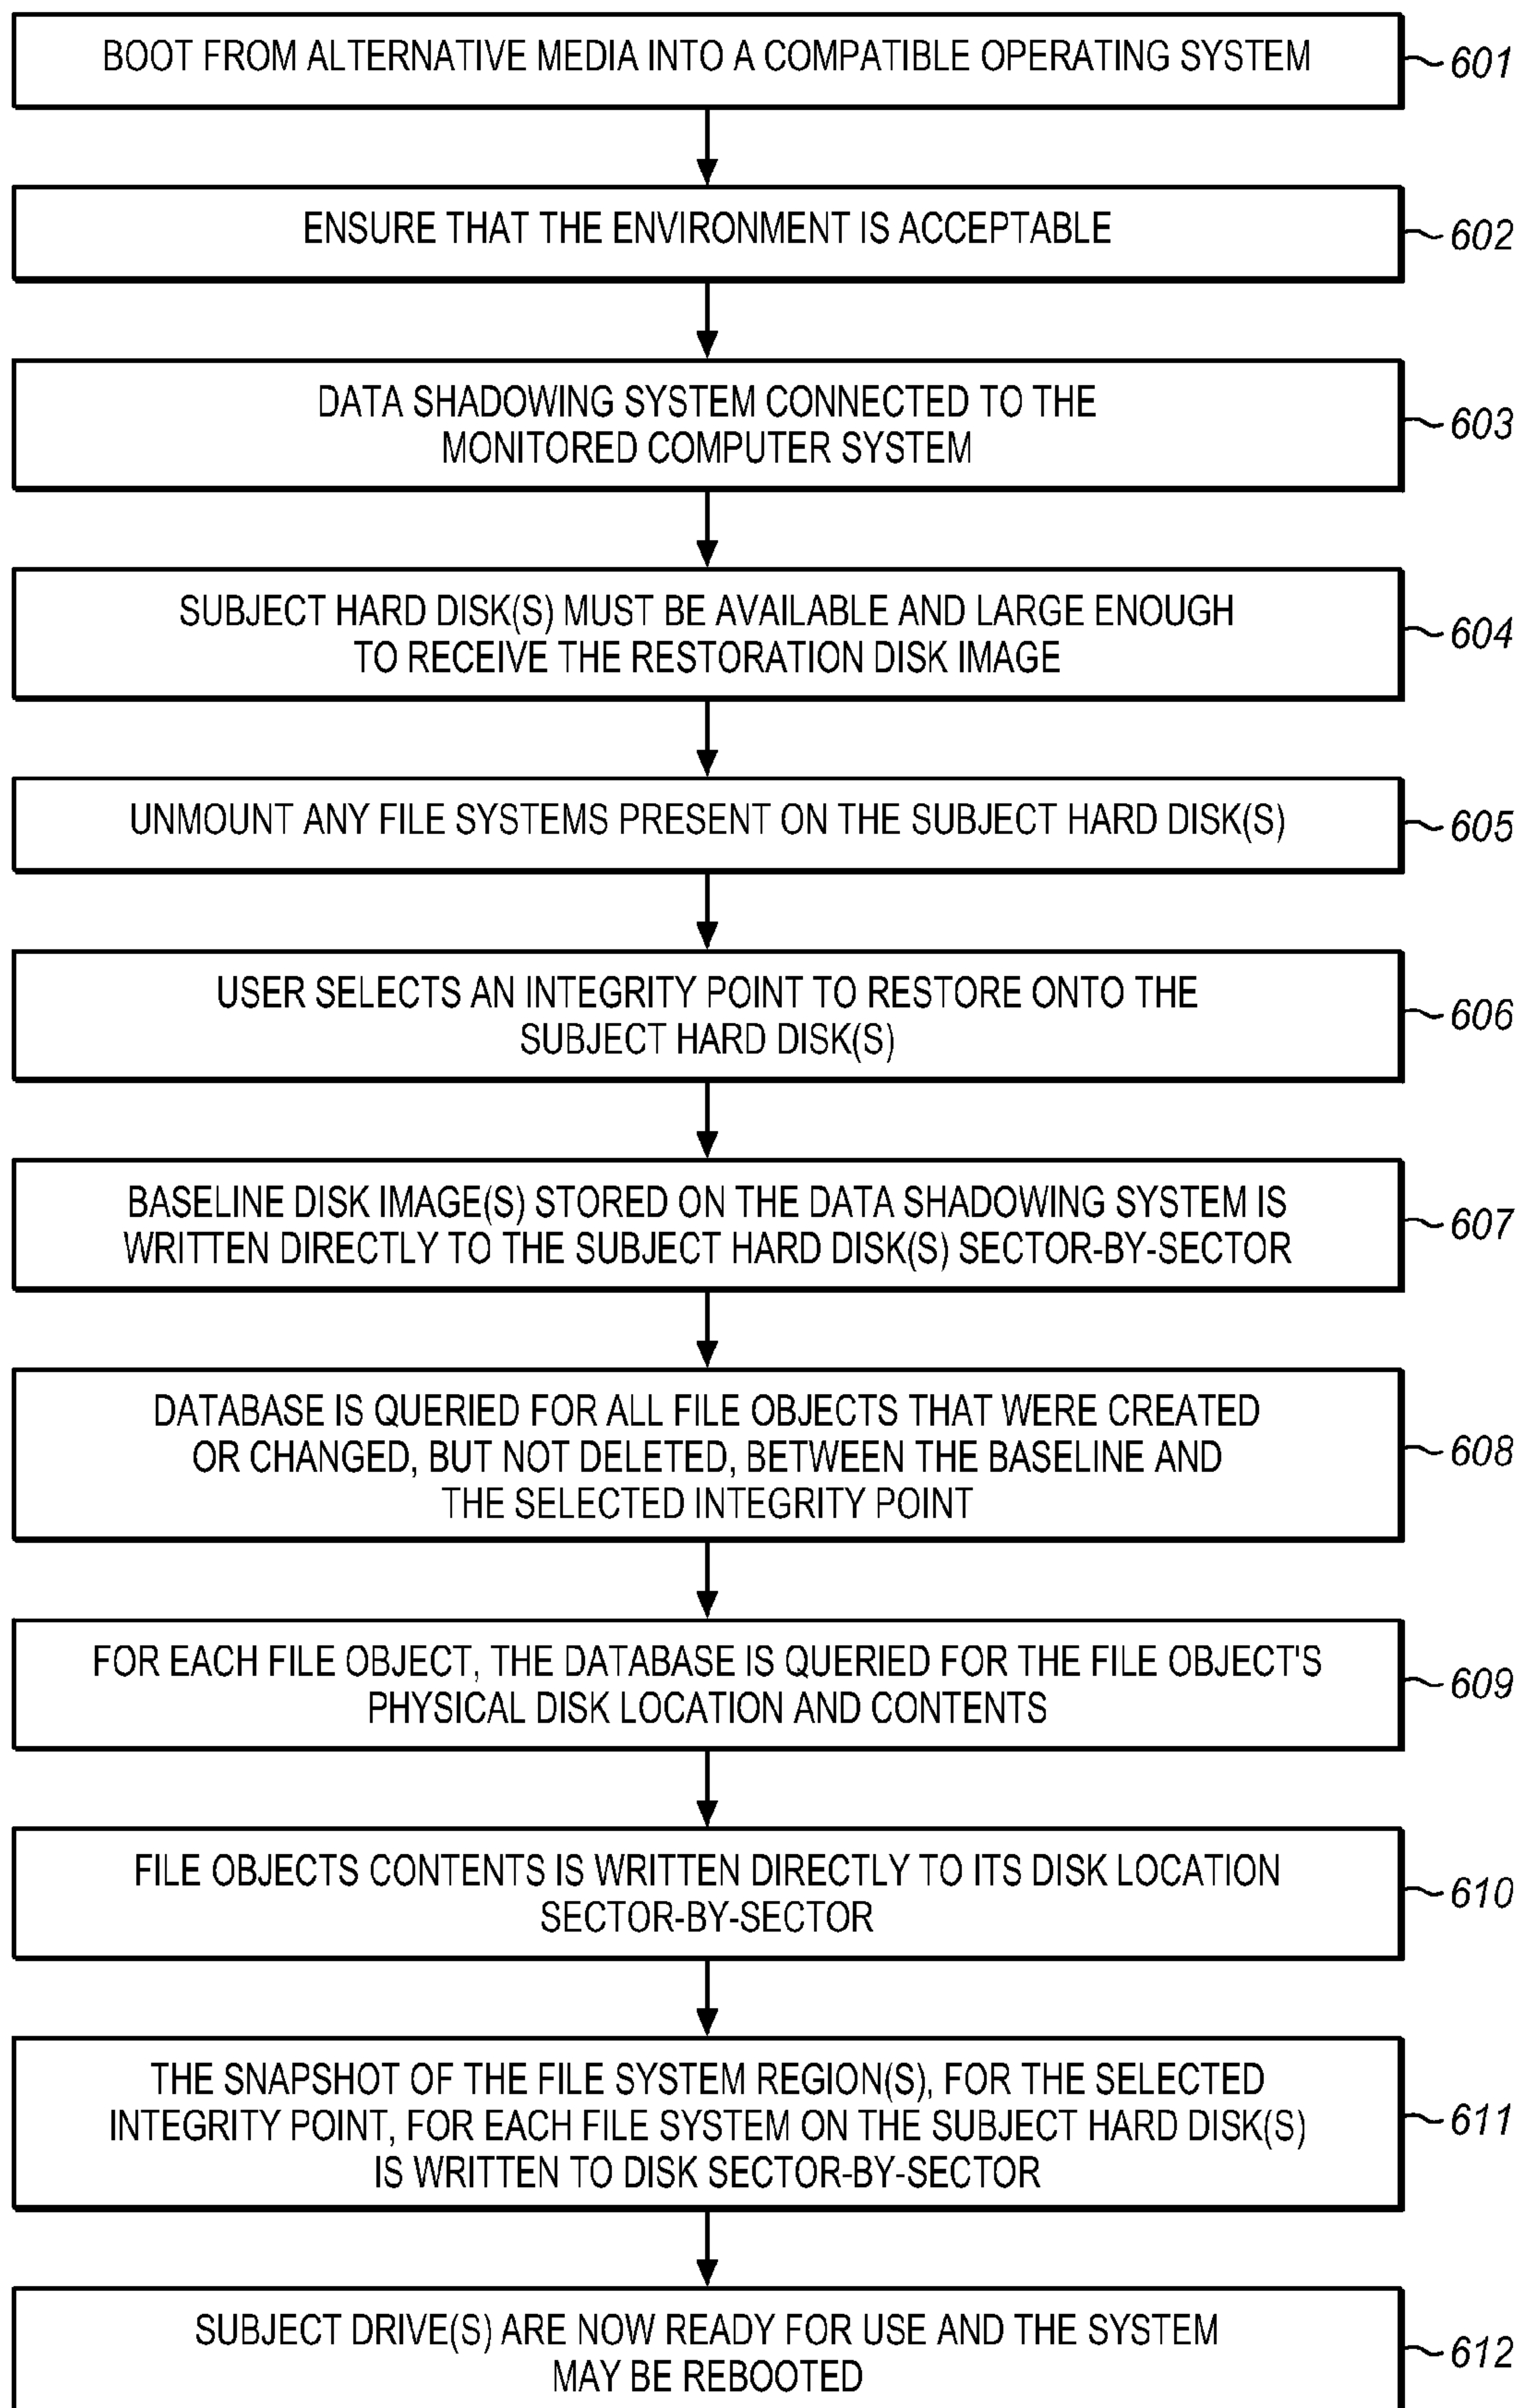 BOOT FROM ALTERNATIVE MEDIA INTO A COMPATIBLE OPERATING SYSTEM
601
ENSURE THAT THE ENVIRONMENT IS ACCEPTABLE
602
DATA SHADOWING SYSTEM CONNECTED TO THE
MONITORED COMPUTER SYSTEM
603
SUBJECT HARD DISK(S) MUST BE AVAILABLE AND LARGE ENOUGH
TO RECEIVE THE RESTORATION DISK IMAGE
604
UNMOUNT ANY FILE SYSTEMS PRESENT ON THE SUBJECT HARD DISK(S)
605
USER SELECTS AN INTEGRITY POINT TO RESTORE ONTO THE
SUBJECT HARD DISK(S)
606
BASELINE DISK IMAGE(S) STORED ON THE DATA SHADOWING SYSTEM IS
WRITTEN DIRECTLY TO THE SUBJECT HARD DISK(S) SECTOR-BY-SECTOR
607
DATABASE IS QUERIED FOR ALL FILE OBJECTS THAT WERE CREATED
OR CHANGED, BUT NOT DELETED, BETWEEN THE BASELINE AND
THE SELECTED INTEGRITY POINT
608
FOR EACH FILE OBJECT, THE DATABASE IS QUERIED FOR THE FILE OBJECT'S
PHYSICAL DISK LOCATION AND CONTENTS
609
FILE OBJECTS CONTENTS IS WRITTEN DIRECTLY TO ITS DISK LOCATION
SECTOR-BY-SECTOR
610
THE SNAPSHOT OF THE FILE SYSTEM REGION(S), FOR THE SELECTED
INTEGRITY POINT, FOR EACH FILE SYSTEM ON THE SUBJECT HARD DISK(S)
IS WRITTEN TO DISK SECTOR-BY-SECTOR
611
SUBJECT DRIVE(S) ARE NOW READY FOR USE AND THE SYSTEM
MAY BE REBOOTED
612